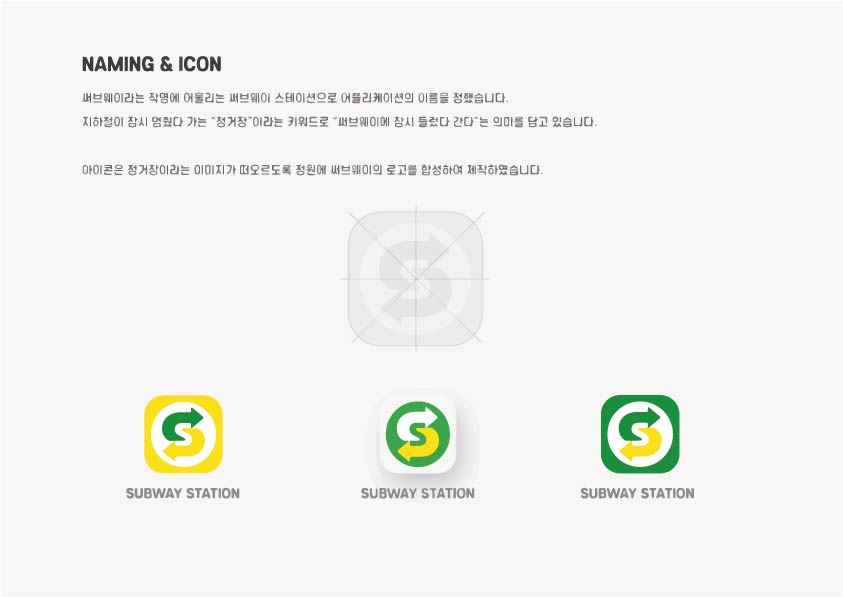 NAMING & ICON
써브웨이라는 작명에 어울리는 써브웨이 스테이션으로 어플리케이션의 이름을 정했습니다.
지하철이 잠시 멈췄다 가는 "정거장"이라는 키워드로 "써브웨이에 잠시 들렀다 간다"는 의미를 담고 있습니다.
아이콘은 정거장이라는 이미지가 떠오르도록 정원에 써브웨이의 로고를 합성하여 제작하였습니다.
SUBWAY STATION
SUBWAY STATION
SUBWAY STATION